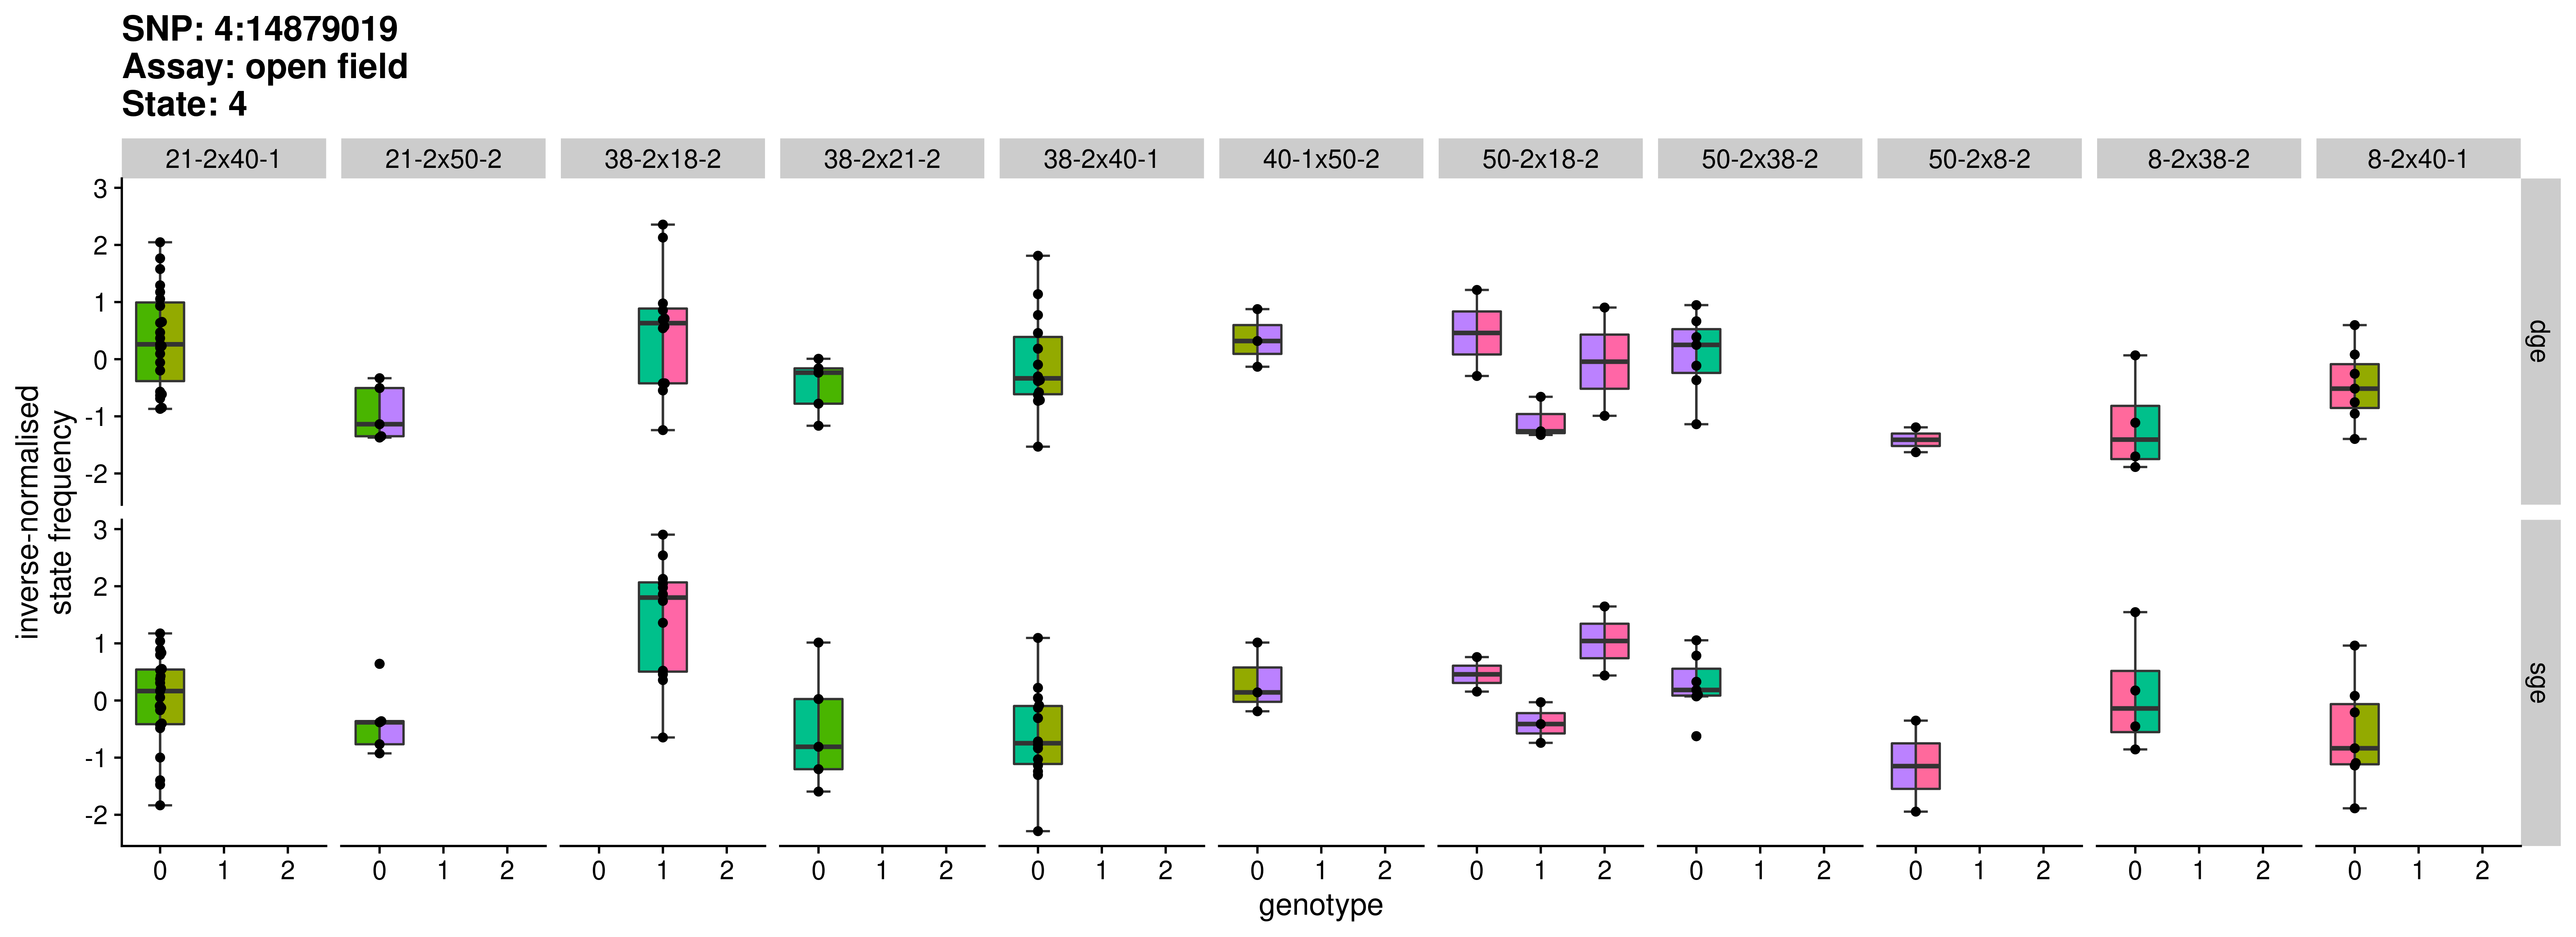 SNP: 4:14879019
Assay: open field
State: 4
21-2x40-1 21-2x50-2 38-2x18-2 38-2x21-2 38-2x40-1 40-1x50-2 50-2x18-2 50-2x38-2 50-2x8-2 8-2x38-2 8-2x40-1
3
2
1
0
-1
-2
dge
3
2
1
0
-1
-2
sge
inverse-normalised
state frequency
0 1 2 0 1 2 0 1 2 0 1 2 0 1 2 0 1 2 0 1 2 0 1 2 0 1 2 0 1 2 0 1 2
genotype